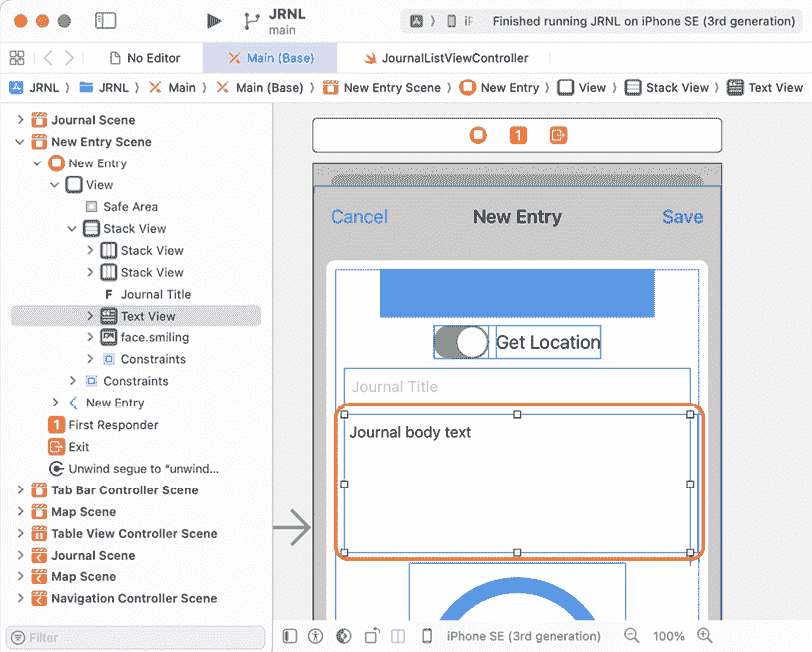 JRNL
main
iF
Finished running JRNL on iPhone SE (3rd generation)
No Editor
Main (Base)
JournalListViewController
JRNL 〉 JRNL 〉 Main 〉 Main (Base) 〉 New Entry Scene 〉 New Entry 〉 View 〉 Stack View 〉 Text View
Journal Scene
New Entry Scene
New Entry
View
Safe Area
Stack View
Stack View
Stack View
F Journal Title
Text View
face.smiling
Constraints
Constraints
New Entry
1 First Responder
Exit
Unwind segue to “unwind...
Tab Bar Controller Scene
Map Scene
Table View Controller Scene
Journal Scene
Map Scene
Navigation Controller Scene
Filter
1
Cancel New Entry Save
Get Location
Journal Title
Journal body text
iPhone SE (3rd generation) 100%